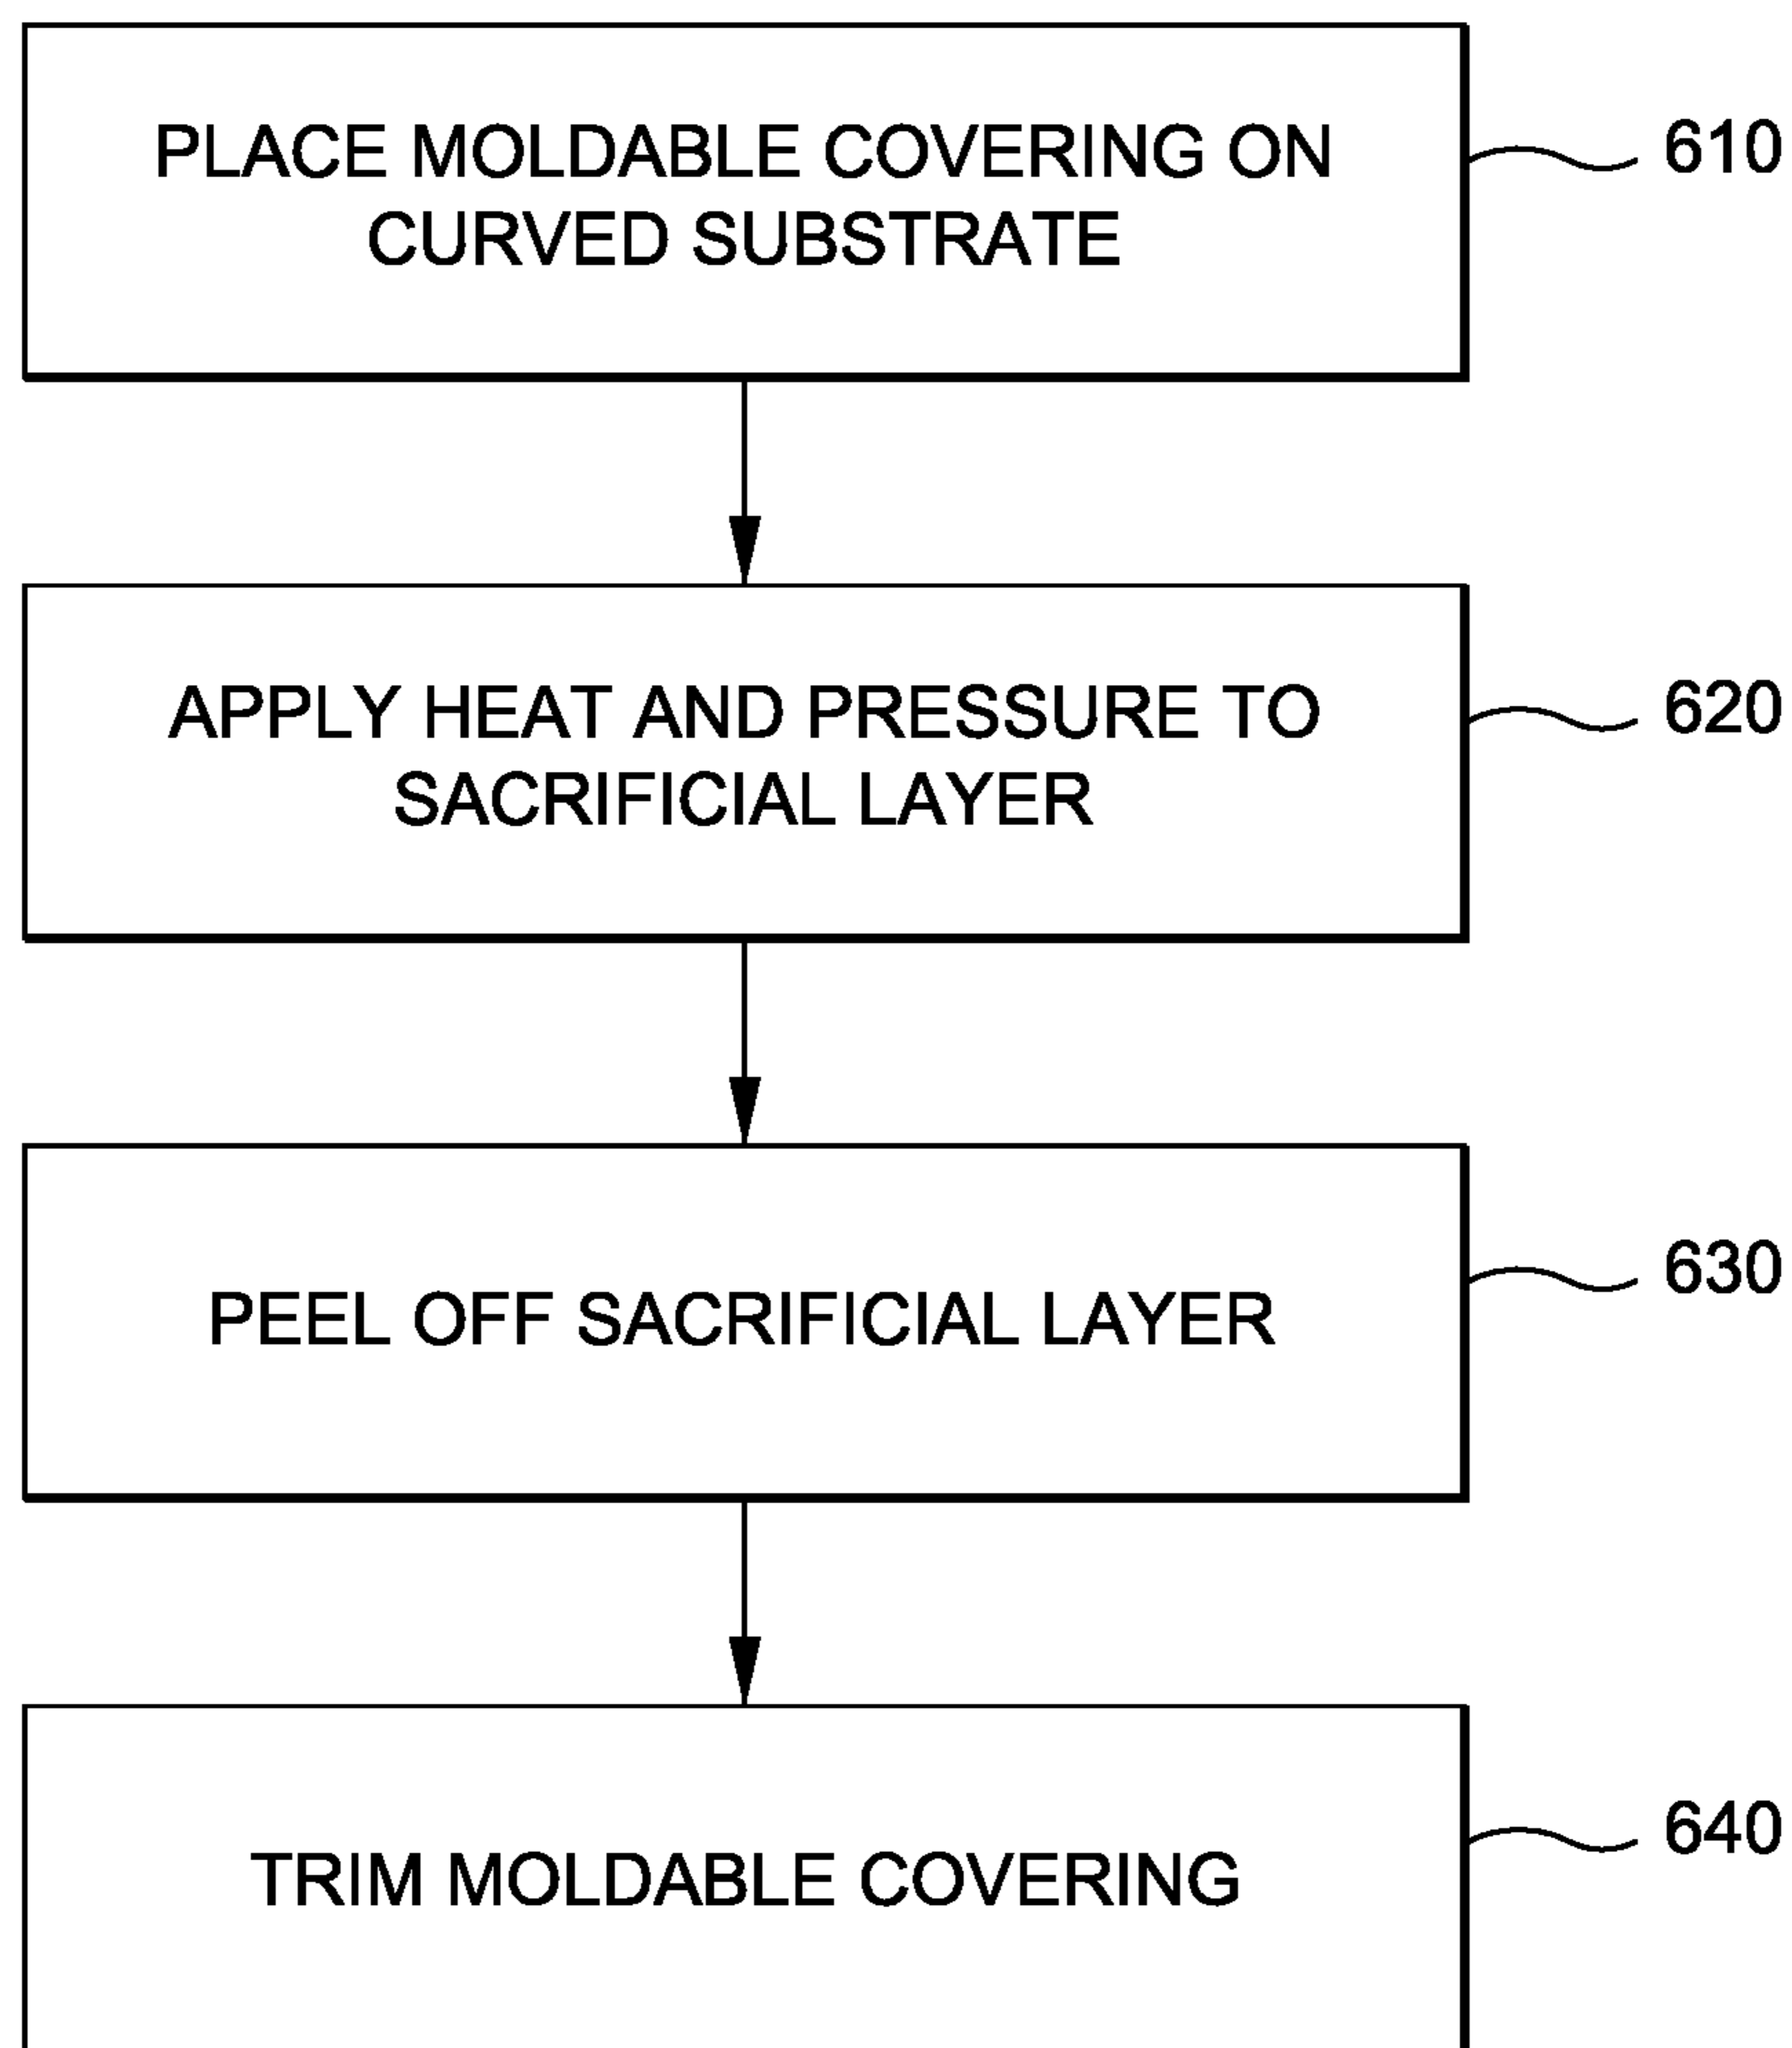 PLACE MOLDABLE COVERING ON
CURVED SUBSTRATE
610
APPLY HEAT AND PRESSURE TO
SACRIFICIAL LAYER
620
PEEL OFF SACRIFICIAL LAYER
630
TRIM MOLDABLE COVERING
640